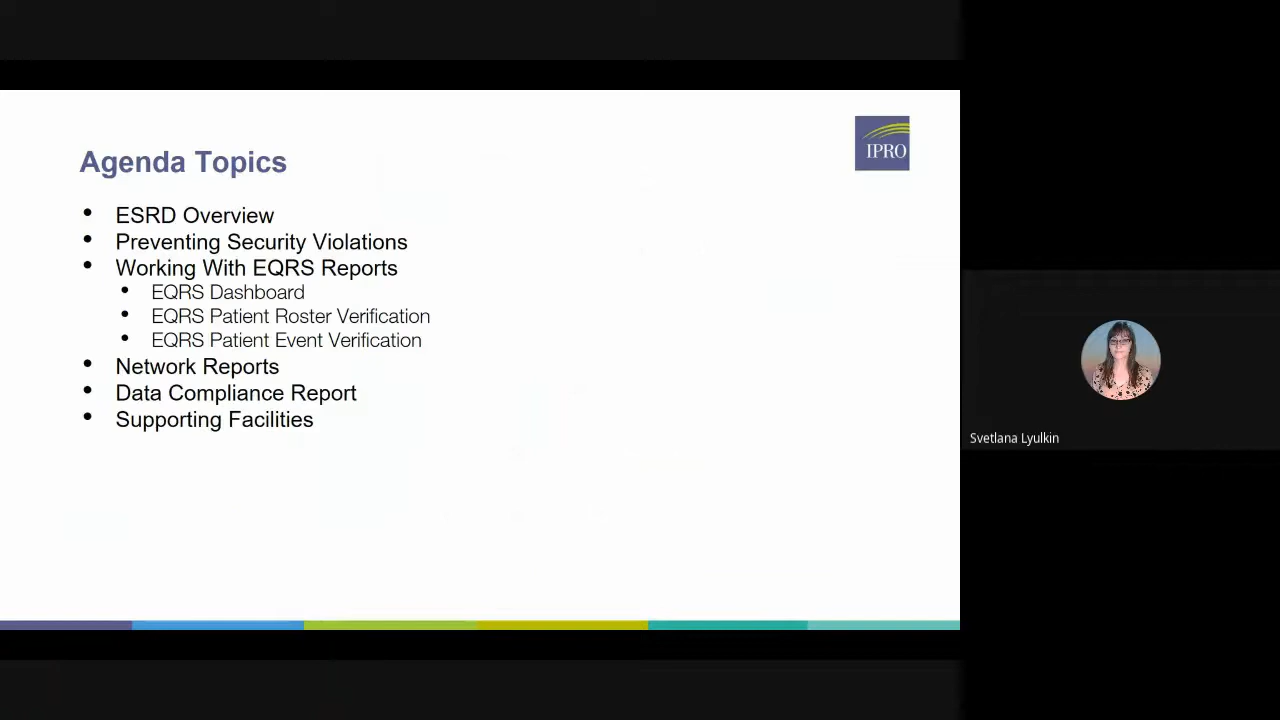 IPRO
Agenda Topics
• ESRD Overview
• Preventing Security Violations
• Working With EQRS Reports
• EQRS Dashboard
• EQRS Patient Roster Verification
• EQRS Patient Event Verification
• Network Reports
• Data Compliance Report
• Supporting Facilities
Svetlana Lyulkin